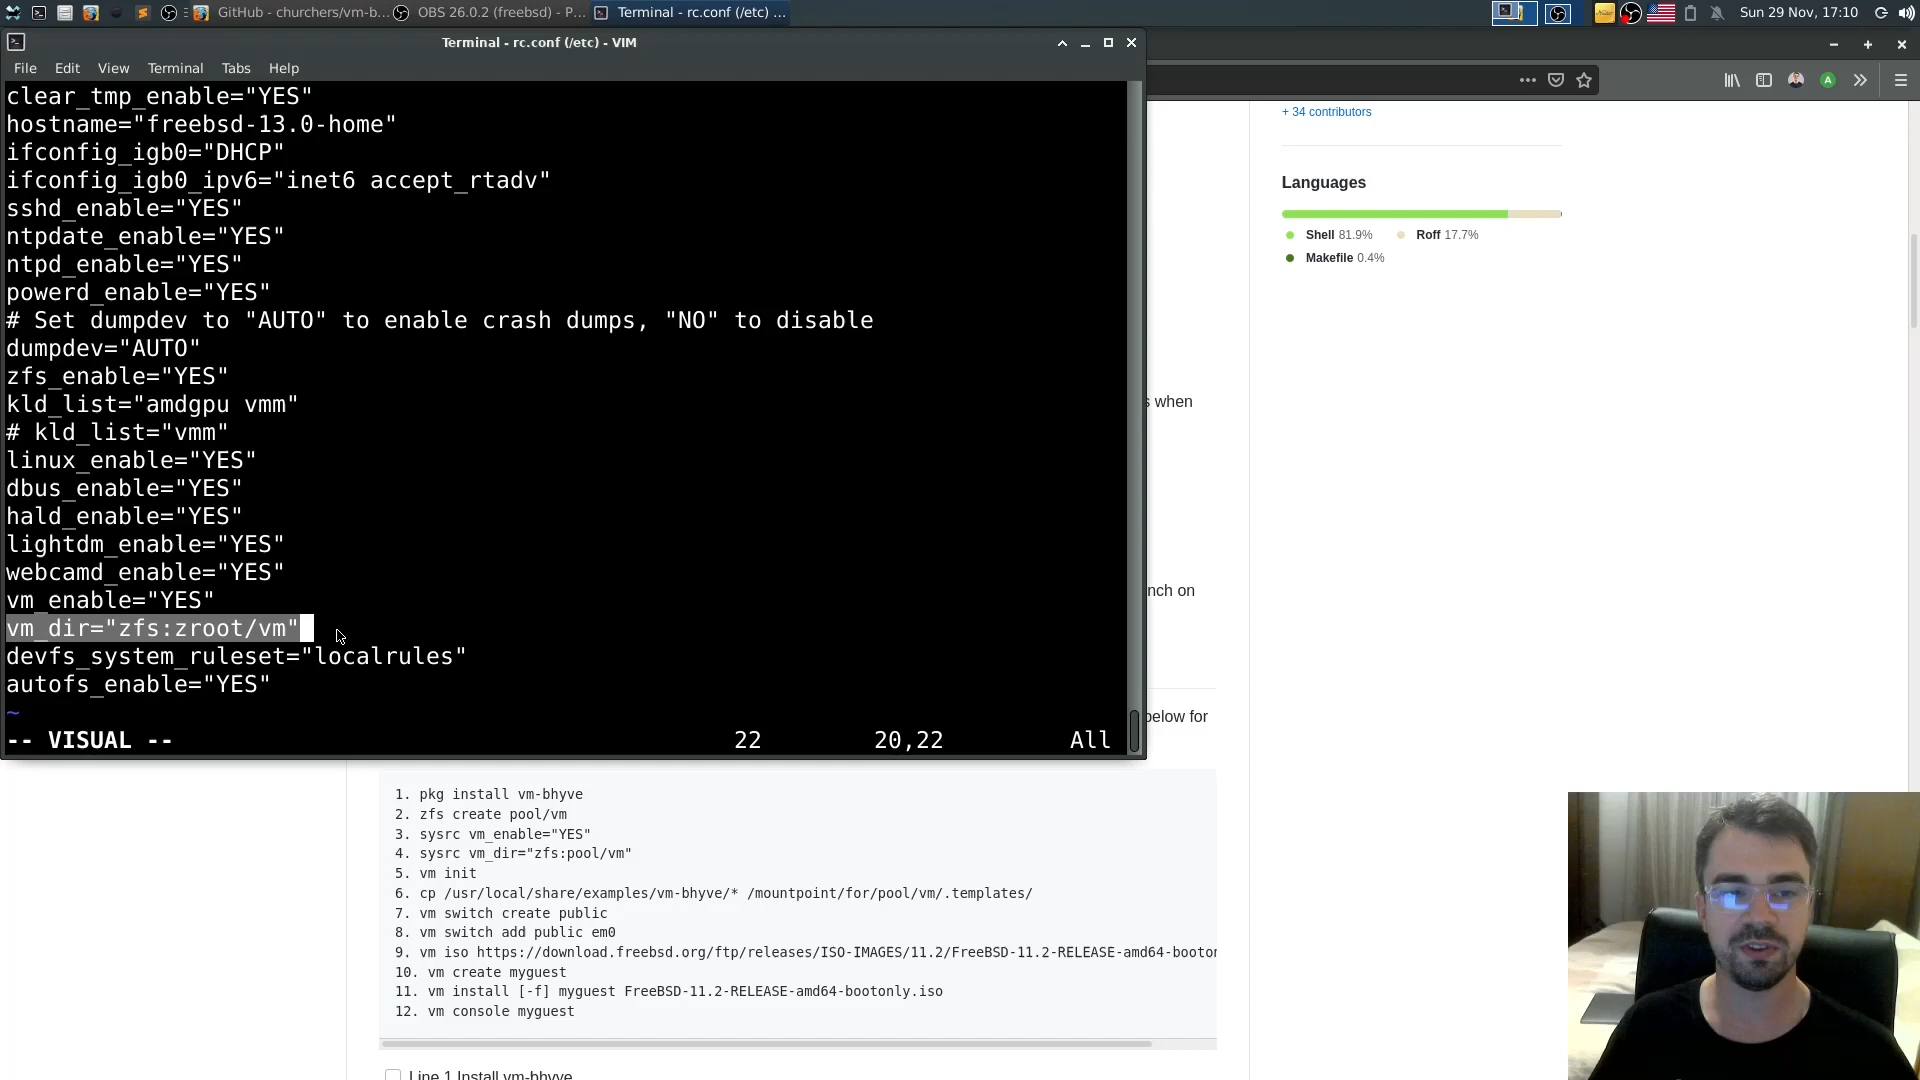 GitHub - churchers/vm-b...
OBS 26.0.2 (freebsd) - P...
Terminal - rc.conf (/etc) ...
Sun 29 Nov, 17:10
Terminal - rc.conf (/etc) - VIM
File Edit View Terminal Tabs Help
clear_tmp_enable="YES"
hostname="freebsd-13.0-home"
ifconfig_igb0="DHCP"
ifconfig_igb0_ipv6="inet6 accept_rtadv"
sshd_enable="YES"
ntpdate_enable="YES"
ntpd_enable="YES"
powerd_enable="YES"
# Set dumpdev to "AUTO" to enable crash dumps, "NO" to disable
dumpdev="AUTO"
zfs_enable="YES"
kld_list="amdgpu vmm"
# kld_list="vmm"
linux_enable="YES"
dbus_enable="YES"
hald_enable="YES"
lightdm_enable="YES"
webcamd_enable="YES"
vm_enable="YES"
vm_dir="zfs:zroot/vm"
devfs_system_ruleset="localrules"
autofs_enable="YES"
~
-- VISUAL -- 22 20,22 All
A
+ 34 contributors
Languages
Shell 81.9% Roff 17.7%
Makefile 0.4%
s when
nch on
below for
1. pkg install vm-bhyve
2. zfs create pool/vm
3. sysrc vm_enable="YES"
4. sysrc vm_dir="zfs:pool/vm"
5. vm init
6. cp /usr/local/share/examples/vm-bhyve/* /mountpoint/for/pool/vm/.templates/
7. vm switch create public
8. vm switch add public em0
9. vm iso https://download.freebsd.org/ftp/releases/ISO-IMAGES/11.2/FreeBSD-11.2-RELEASE-amd64-booton
10. vm create myguest
11. vm install [-f] myguest FreeBSD-11.2-RELEASE-amd64-bootonly.iso
12. vm console myguest
Line 1 Install vm-bhyve